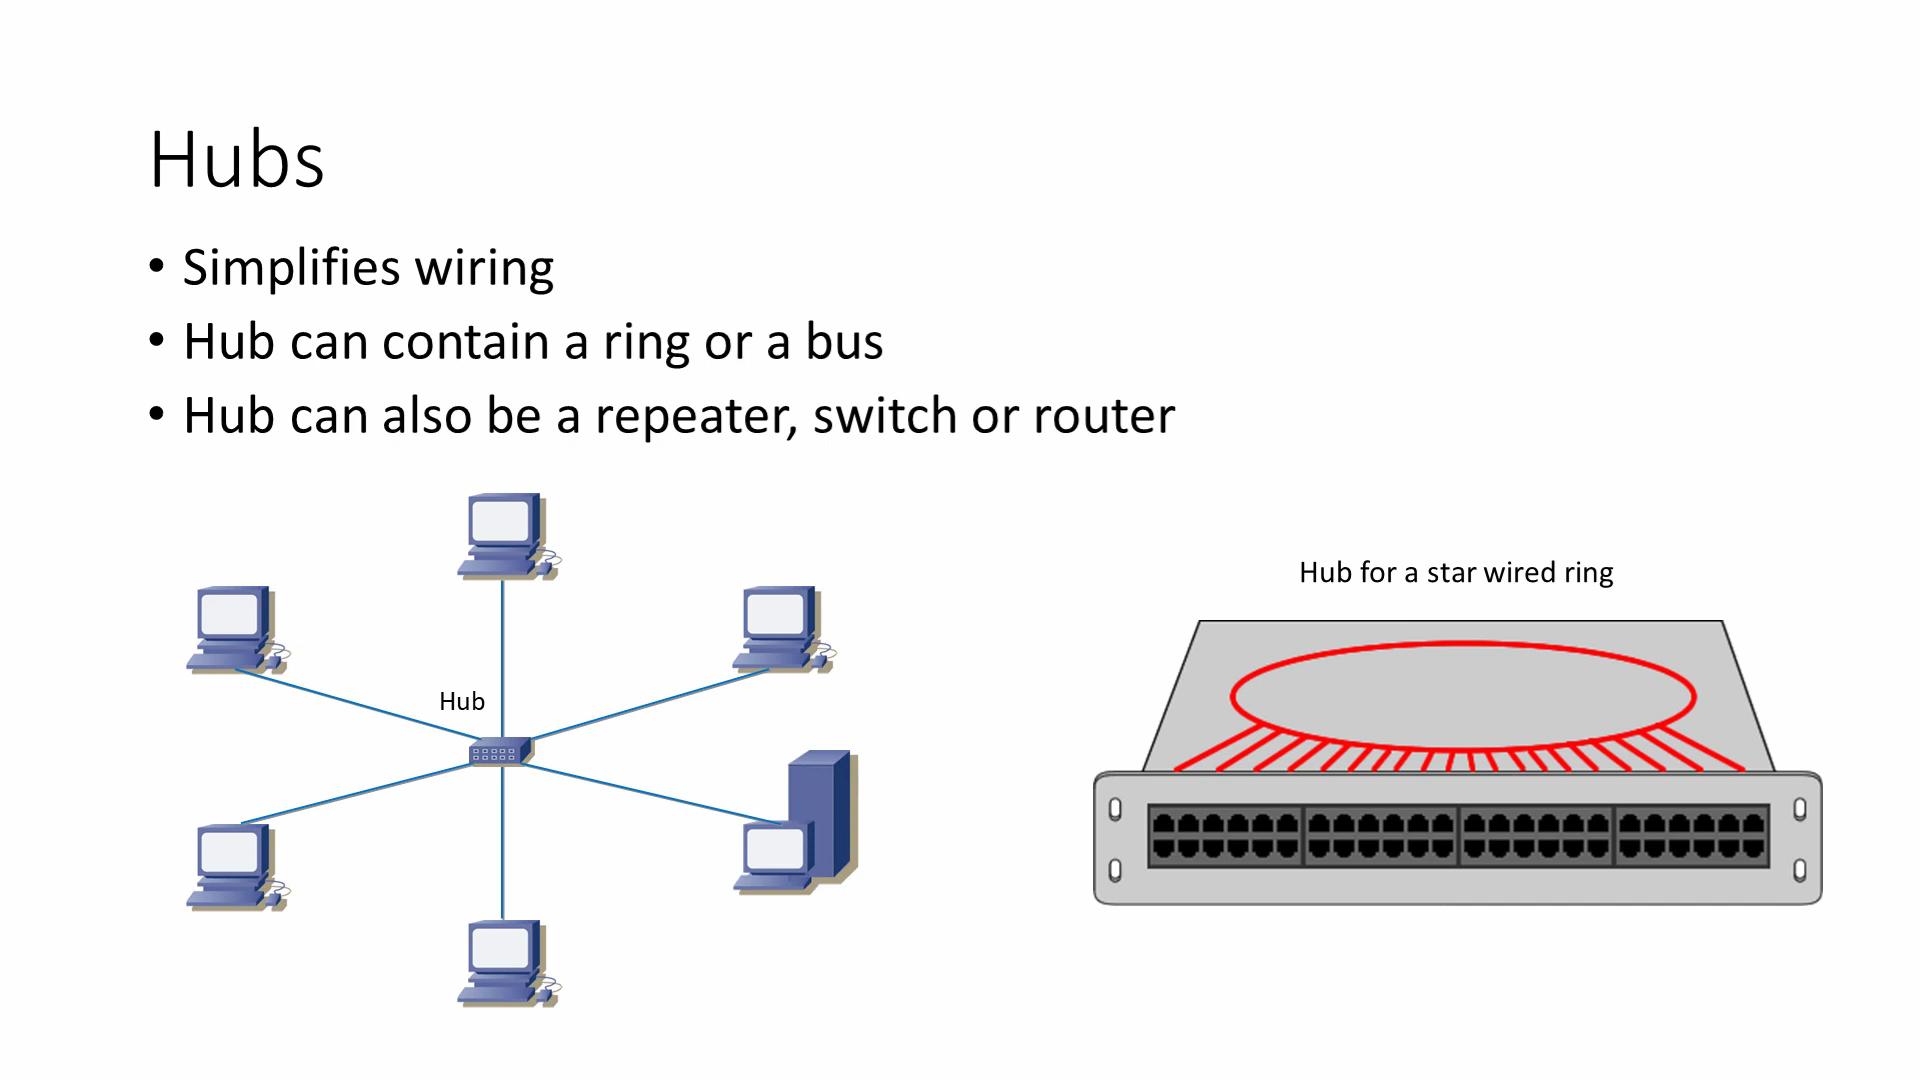 Hubs
• Simplifies wiring
• Hub can contain a ring or a bus
• Hub can also be a repeater, switch or router
Hub for a star wired ring
Hub